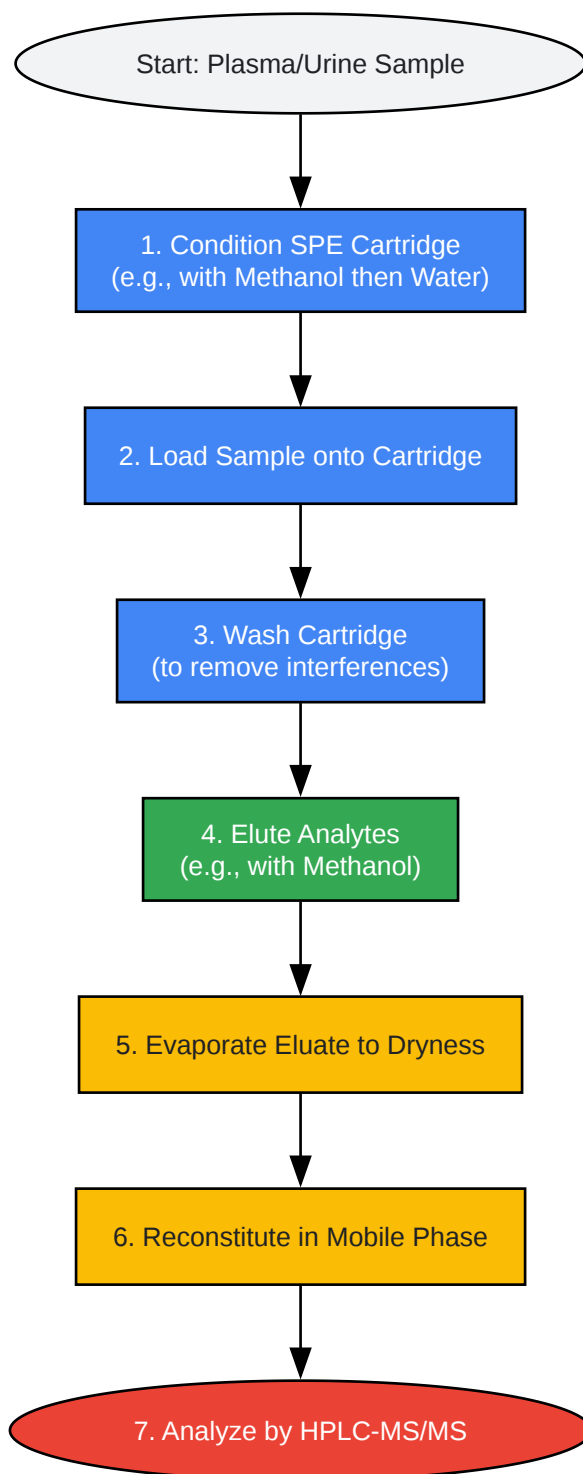 Start: Plasma/Urine Sample
1. Condition SPE Cartridge
(e.g., with Methanol then Water)
2. Load Sample onto Cartridge
3. Wash Cartridge
(to remove interferences)
4. Elute Analytes
(e.g., with Methanol)
5. Evaporate Eluate to Dryness
6. Reconstitute in Mobile Phase
7. Analyze by HPLC-MS/MS